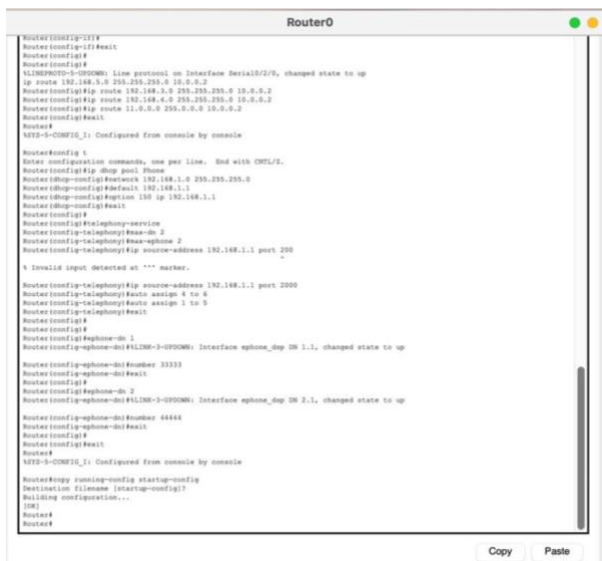 Router0
Router(config-if)#
Router(config-if)#exit
Router(config)#
Router(config)#
%LINEPROTO-5-UPDOWN: Line protocol on Interface Serial0/2/0, changed state to up
ip route 192.168.5.0 255.255.255.0 10.0.0.2
Router(config)#ip route 192.168.3.0 255.255.255.0 10.0.0.2
Router(config)#ip route 192.168.4.0 255.255.255.0 10.0.0.2
Router(config)#ip route 11.0.0.0 255.0.0.0 10.0.0.2
Router(config)#exit
Router#
%SYS-5-CONFIG_I: Configured from console by console
Router#config t
Enter configuration commands, one per line. End with CNTL/Z.
Router(config)#ip dhcp pool Phone
Router(dhcp-config)#network 192.168.1.0 255.255.255.0
Router(dhcp-config)#default 192.168.1.1
Router(dhcp-config)#option 150 ip 192.168.1.1
Router(dhcp-config)#exit
Router(config)#
Router(config)#telephony-service
Router(config-telephony)#max-dn 2
Router(config-telephony)#max-ephone 2
Router(config-telephony)#ip source-address 192.168.1.1 port 200
^
% Invalid input detected at '^' marker.
Router(config-telephony)#ip source-address 192.168.1.1 port 2000
Router(config-telephony)#auto assign 4 to 6
Router(config-telephony)#auto assign 1 to 5
Router(config-telephony)#exit
Router(config)#
Router(config)#
Router(config)#ephone-dn 1
Router(config-ephone-dn)#%LINK-3-UPDOWN: Interface ephone_dsp DN 1.1, changed state to up
Router(config-ephone-dn)#number 33333
Router(config-ephone-dn)#exit
Router(config)#
Router(config)#ephone-dn 2
Router(config-ephone-dn)#%LINK-3-UPDOWN: Interface ephone_dsp DN 2.1, changed state to up
Router(config-ephone-dn)#number 44444
Router(config-ephone-dn)#exit
Router(config)#
Router(config)#exit
Router#
%SYS-5-CONFIG_I: Configured from console by console
Router#copy running-config startup-config
Destination filename [startup-config]?
Building configuration...
[OK]
Router#
Router#
Copy Paste